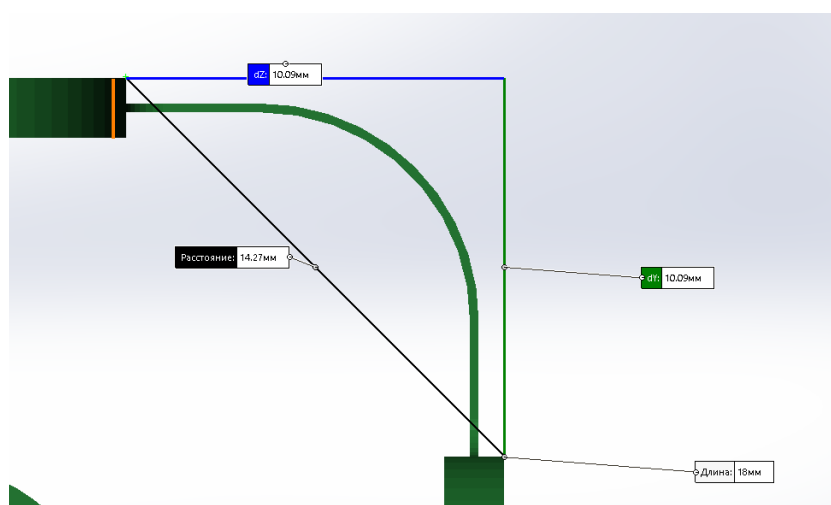 dZ: 10.09мм
Расстояние: 14.27мм
dY: 10.09мм
Длина: 18мм